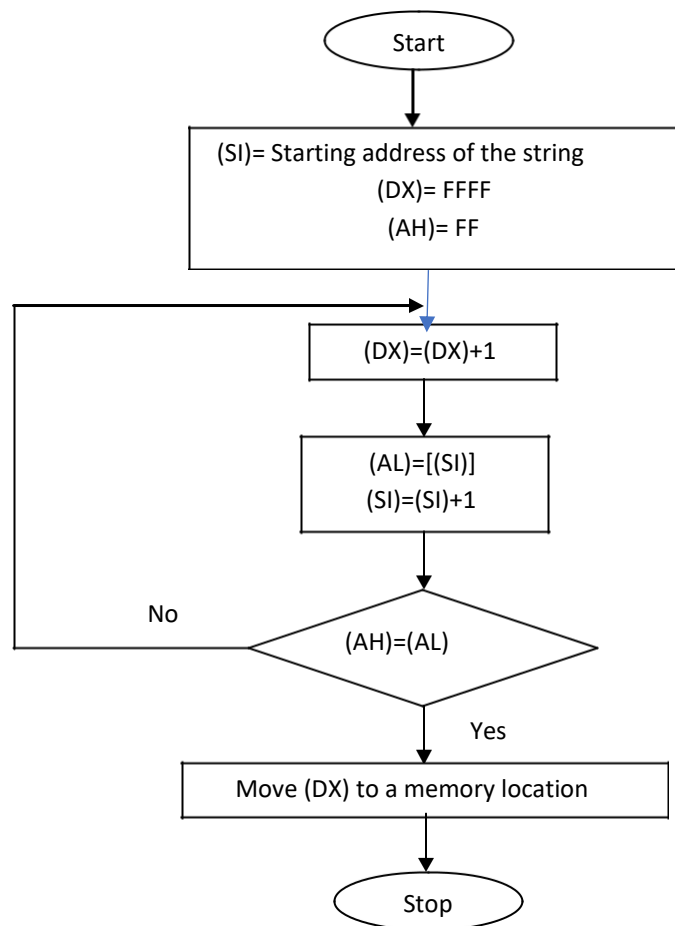 Start
(SI)= Starting address of the string
(DX)= FFFF
(AH)= FF
(DX)=(DX)+1
(AL)=[(SI)]
(SI)=(SI)+1
No
(AH)=(AL)
Yes
Move (DX) to a memory location
Stop